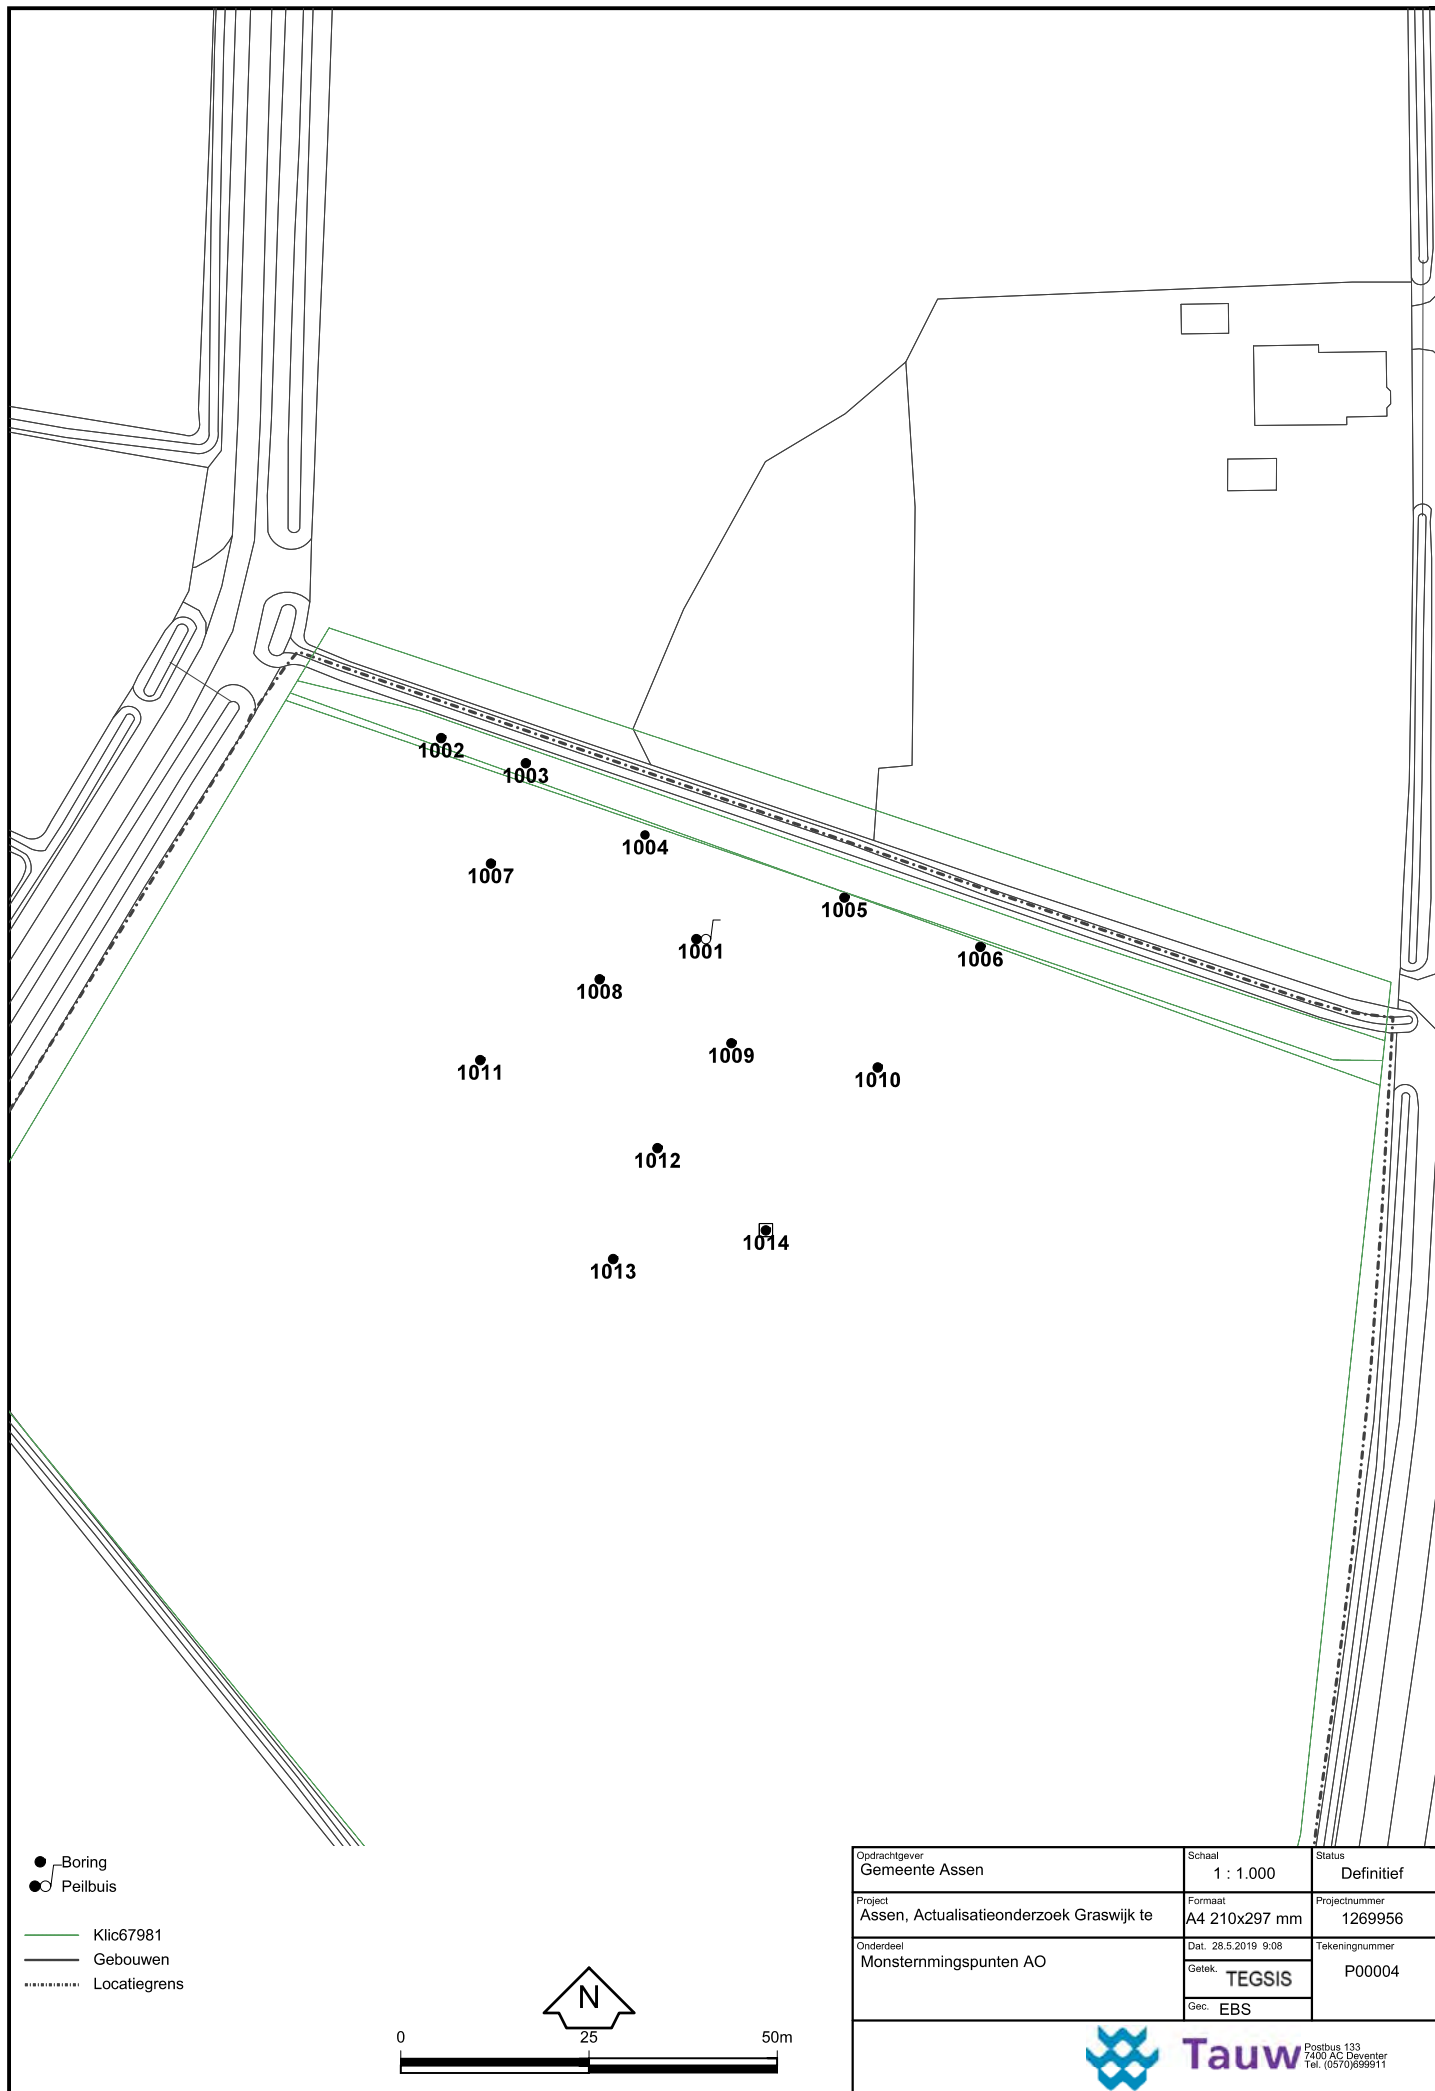 1002
1003
1004
1007
1005
1001
1006
1008
1009
1011
1010
1012
1014
1013
Boring
Peilbuis
Klic67981
Gebouwen
Locatiegrens
N
0 25 50m
Opdrachtgever
Gemeente Assen
Schaal
1 : 1.000
Status
Definitief
Project
Assen, Actualisatieonderzoek Graswijk te
Formaat
A4 210x297 mm
Projectnummer
1269956
Onderdeel
Monsternmingspunten AO
Dat. 28.5.2019 9:08
Getek. TEGSIS
Gec. EBS
Tekeningnummer
P00004
Tauw
Postbus 133
7400 AC Deventer
Tel. (0570)699911